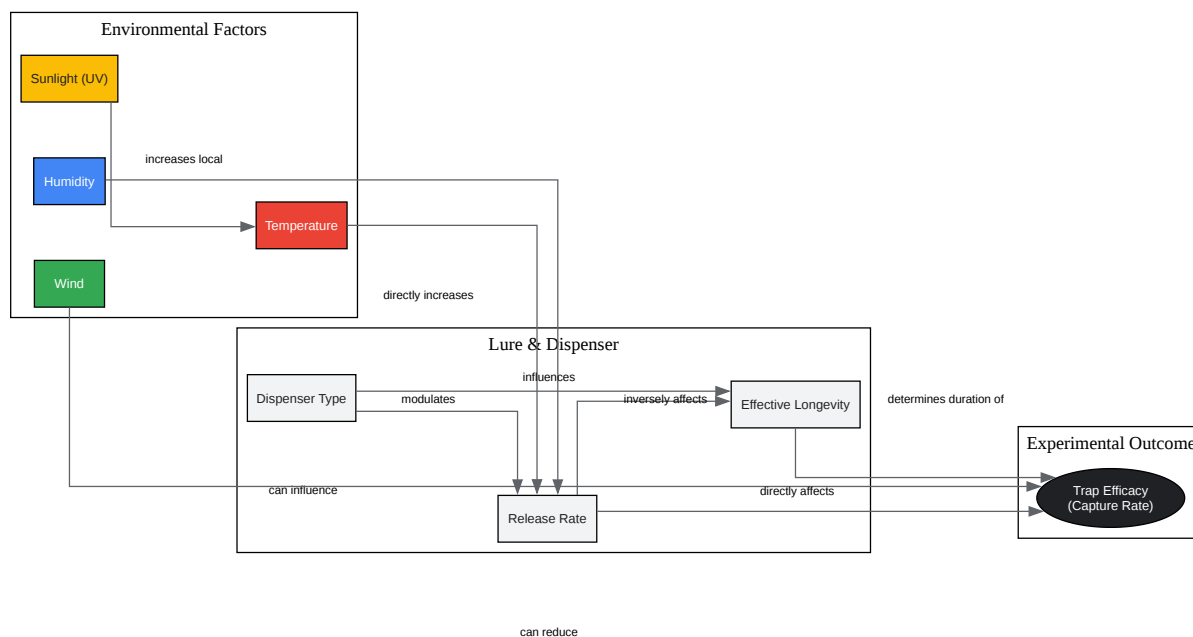 Environmental Factors
Sunlight (UV)
increases local
Humidity
Temperature
Wind
directly increases
Lure & Dispenser
influences
Dispenser Type
modulates
inversely affects
Effective Longevity
determines duration of
Experimental Outcome
can influence
directly affects
Trap Efficacy
(Capture Rate)
Release Rate
can reduce